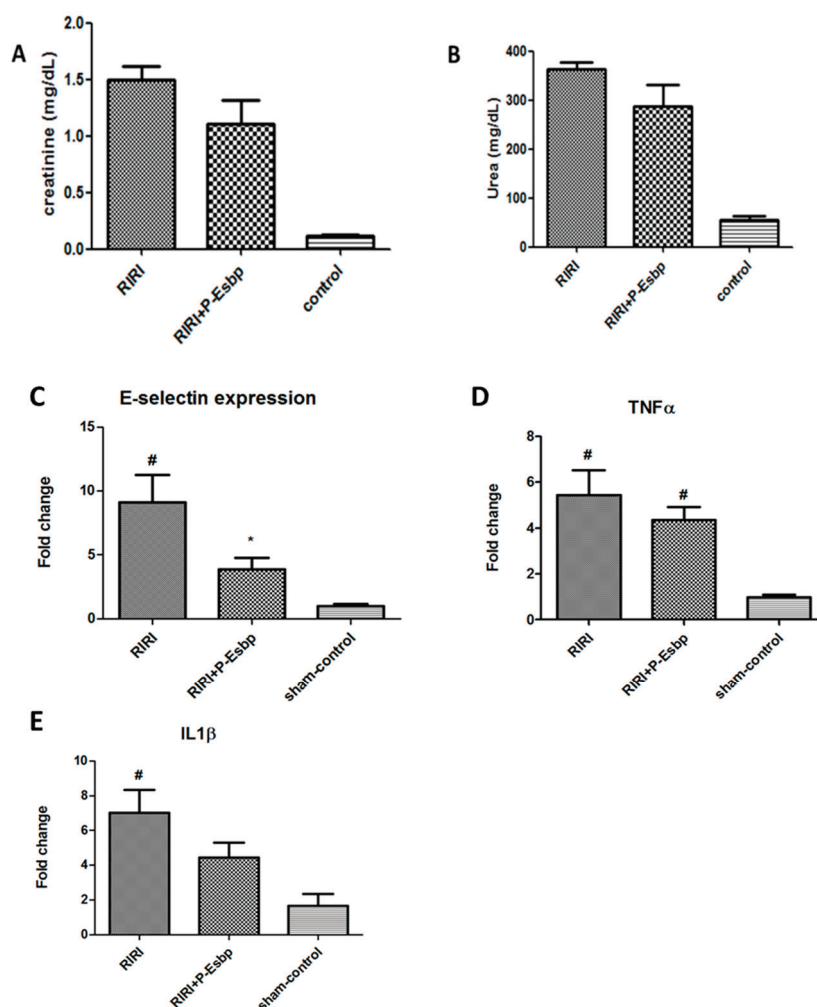 A
creatinine (mg/dL)
2.0
1.5
1.0
0.5
0.0
RIRI
RIRI+P-Esbp
control
B
Urea (mg/dL)
400
300
200
100
0
RIRI
RIRI+P-Esbp
control
C
E-selectin expression
Fold change
15
10
5
0
#
*
RIRI
RIRI+P-Esbp
sham-control
D
TNFα
Fold change
8
6
4
2
0
#
#
RIRI
RIRI+P-Esbp
sham-control
E
IL1β
Fold change
10
8
6
4
2
0
#
RIRI
RIRI+P-Esbp
sham-control